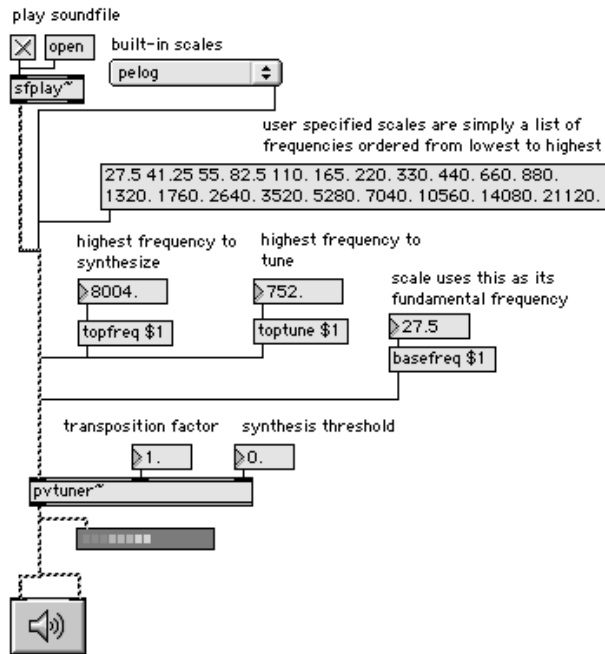 play soundfile
open
built-in scales
pelog
sfplay~
user specified scales are simply a list of
frequencies ordered from lowest to highest
27.5 41.25 55. 82.5 110. 165. 220. 330. 440. 660. 880.
1320. 1760. 2640. 3520. 5280. 7040. 10560. 14080. 21120.
highest frequency to
synthesize
highest frequency to
tune
scale uses this as its
fundamental frequency
8004.
752.
27.5
topfreq $1
toptune $1
basefreq $1
transposition factor
synthesis threshold
1.
0.
pvtuner~